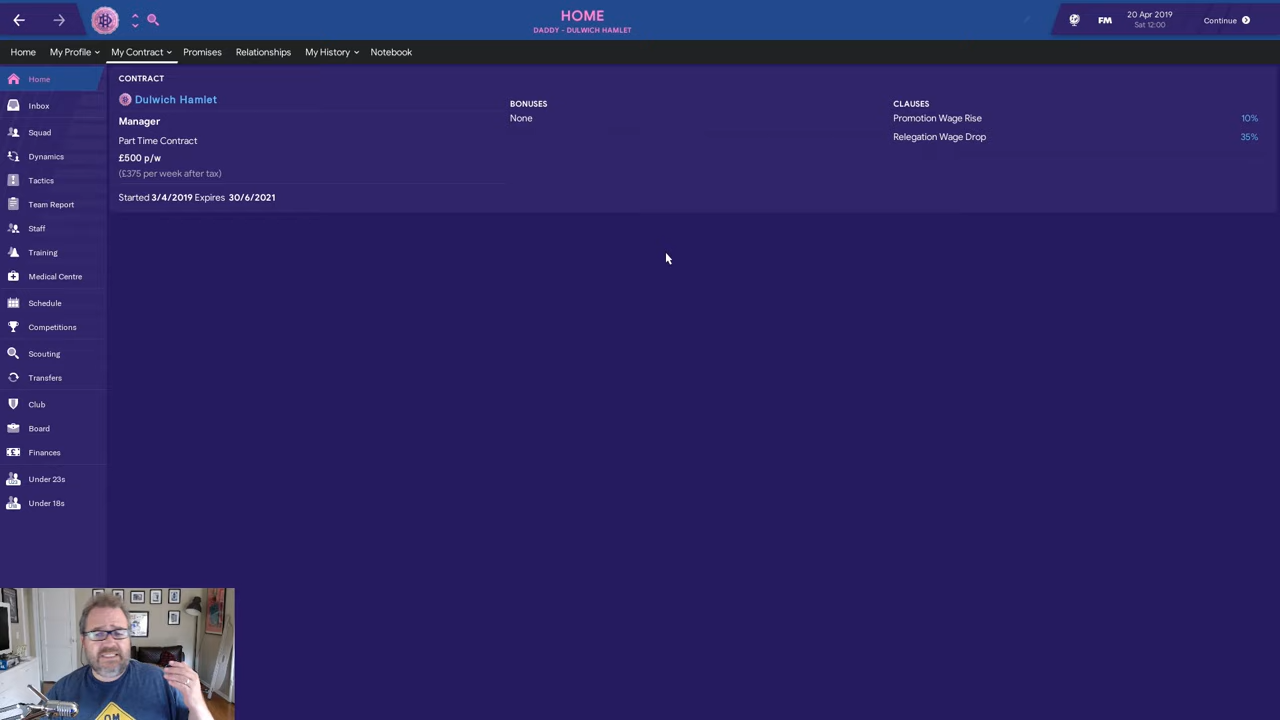 HOME
DADDY - DULWICH HAMLET
FM
20 Apr 2019
Sat 12:00
Continue
Home
My Profile
My Contract
Promises
Relationships
My History
Notebook
Home
Inbox
Squad
Dynamics
Tactics
Team Report
Staff
Training
Medical Centre
Schedule
Competitions
Scouting
Transfers
Club
Board
Finances
Under 23s
Under 18s
CONTRACT
Dulwich Hamlet
Manager
Part Time Contract
£500 p/w
(£375 per week after tax)
Started 3/4/2019 Expires 30/6/2021
BONUSES
None
CLAUSES
Promotion Wage Rise 10%
Relegation Wage Drop 35%